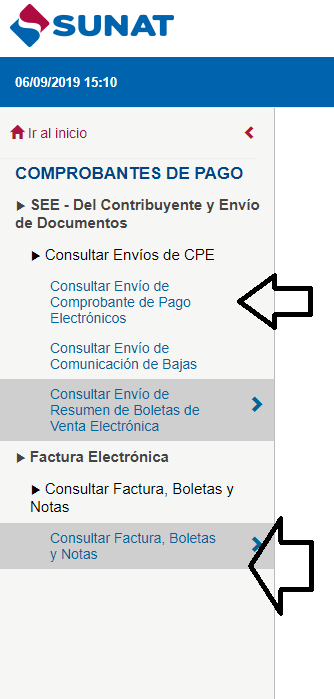 SUNAT
06/09/2019 15:10
Ir al inicio
COMPROBANTES DE PAGO
SEE - Del Contribuyente y Envío
de Documentos
Consultar Envíos de CPE
Consultar Envío de
Comprobante de Pago
Electrónicos
Consultar Envío de
Comunicación de Bajas
Consultar Envío de
Resumen de Boletas de
Venta Electrónica
Factura Electrónica
Consultar Factura, Boletas y
Notas
Consultar Factura, Boletas
y Notas